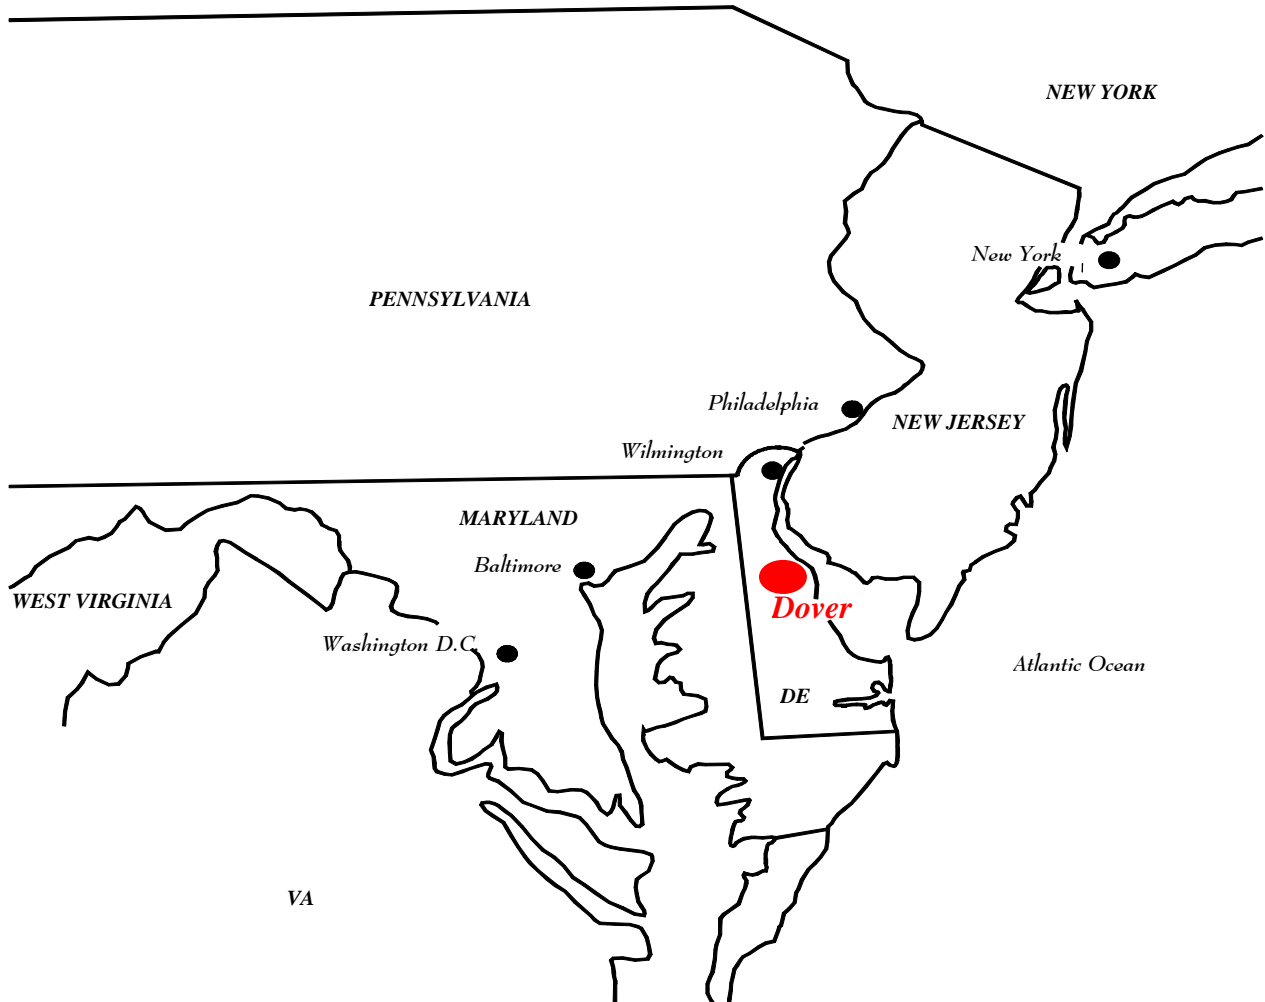 NEW YORK
New York
PENNSYLVANIA
Philadelphia
NEW JERSEY
Wilmington
MARYLAND
Baltimore
WEST VIRGINIA
Dover
Washington D.C.
Atlantic Ocean
DE
VA